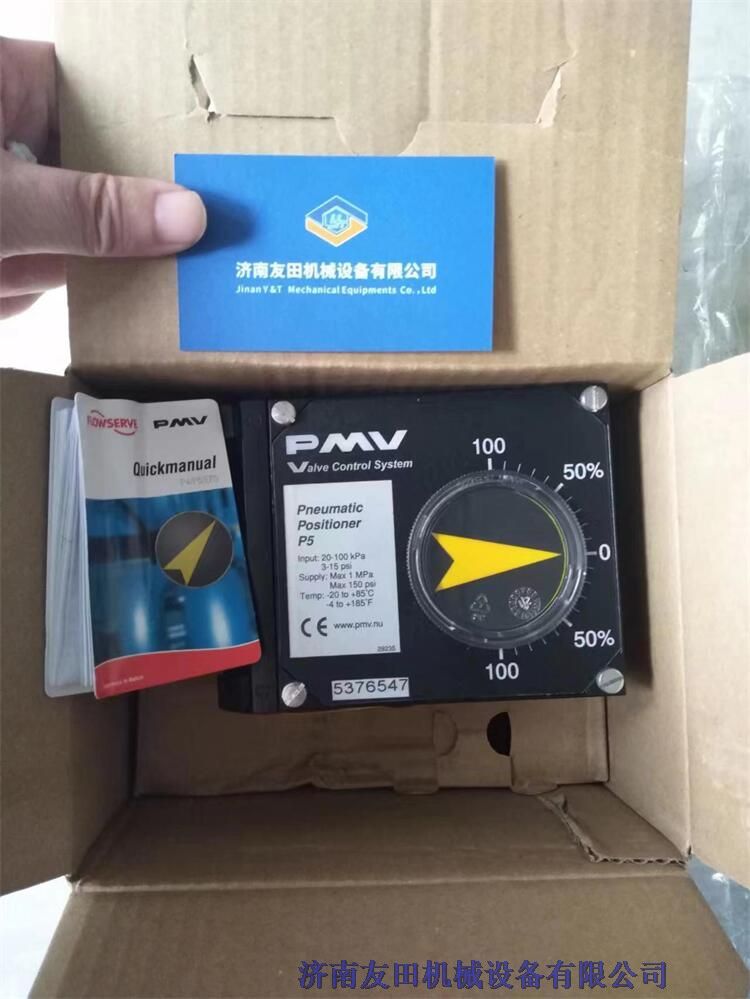 济南友田机械设备有限公司
Jinan Y&T Mechanical Equipments Co.,Ltd
FLOWSERVE PMV
Quickmanual
P4/P5/EP5
PMV
Valve Control System
Pneumatic
Positioner
P5
Input: 20-100 kPa
3-15 psi
Supply: Max 1 MPa
Max 150 psi
Temp: -20 to +85°C
-4 to +185°F
CE www.pmv.nu
5376547
100
50%
0
50%
100
济南友田机械设备有限公司